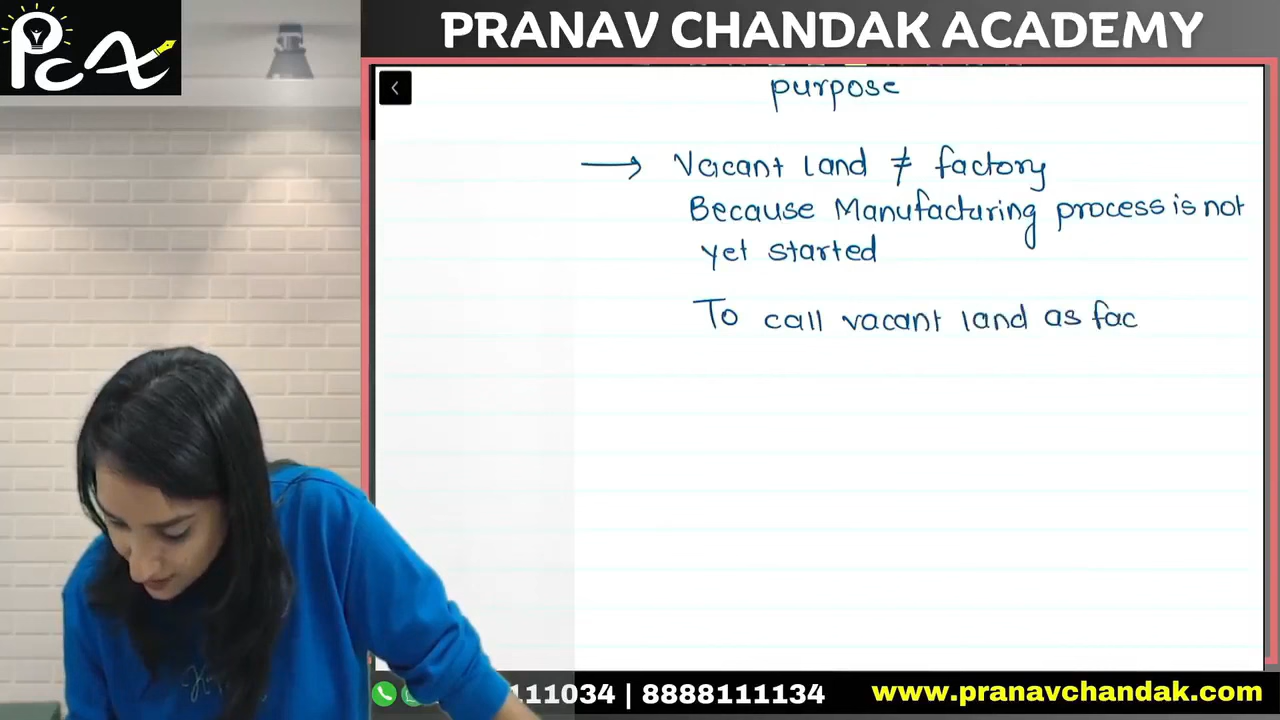 PCA
PRANAV CHANDAK ACADEMY
purpose
→ Vacant land ≠ factory
Because Manufacturing process is not
yet started
To call vacant land as fac
111034 | 8888111134
www.pranavchandak.com